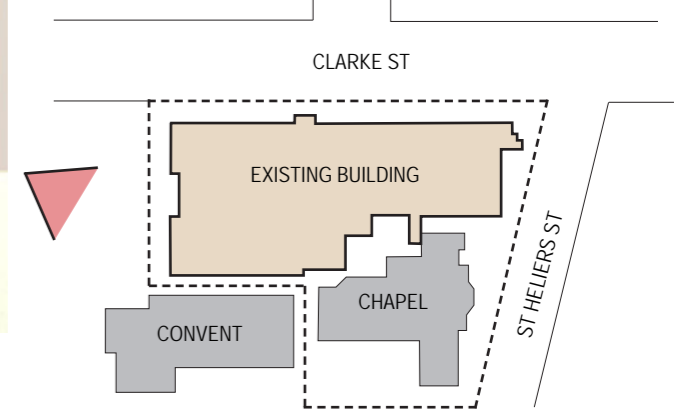 CLARKE ST
EXISTING BUILDING
ST HELIERS ST
CHAPEL
CONVENT